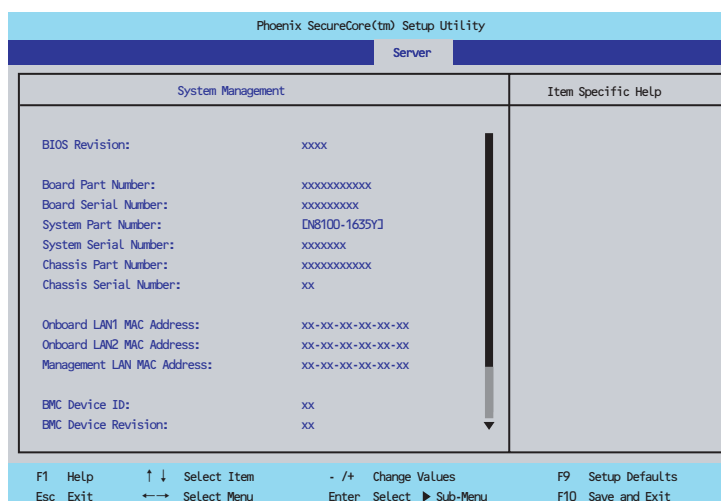 Phoenix SecureCore(tm) Setup Utility
Server
System Management
Item Specific Help
BIOS Revision: xxxx
Board Part Number: xxxxxxxxxxx
Board Serial Number: xxxxxxxxx
System Part Number: [N8100-1635Y]
System Serial Number: xxxxxxx
Chassis Part Number: xxxxxxxxxxx
Chassis Serial Number: xx
Onboard LAN1 MAC Address: xx-xx-xx-xx-xx-xx
Onboard LAN2 MAC Address: xx-xx-xx-xx-xx-xx
Management LAN MAC Address: xx-xx-xx-xx-xx-xx
BMC Device ID: xx
BMC Device Revision: xx
F1 Help ↑↓ Select Item - /+ Change Values F9 Setup Defaults
Esc Exit ←→ Select Menu Enter Select ▶ Sub-Menu F10 Save and Exit